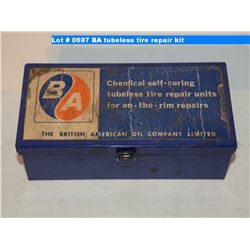 Lot # 0697 BA tubeless tire repair kit
BA
Chemical self-curing
tubeless tire repair units
for on-the-rim repairs
THE BRITISH AMERICAN OIL COMPANY LIMITED